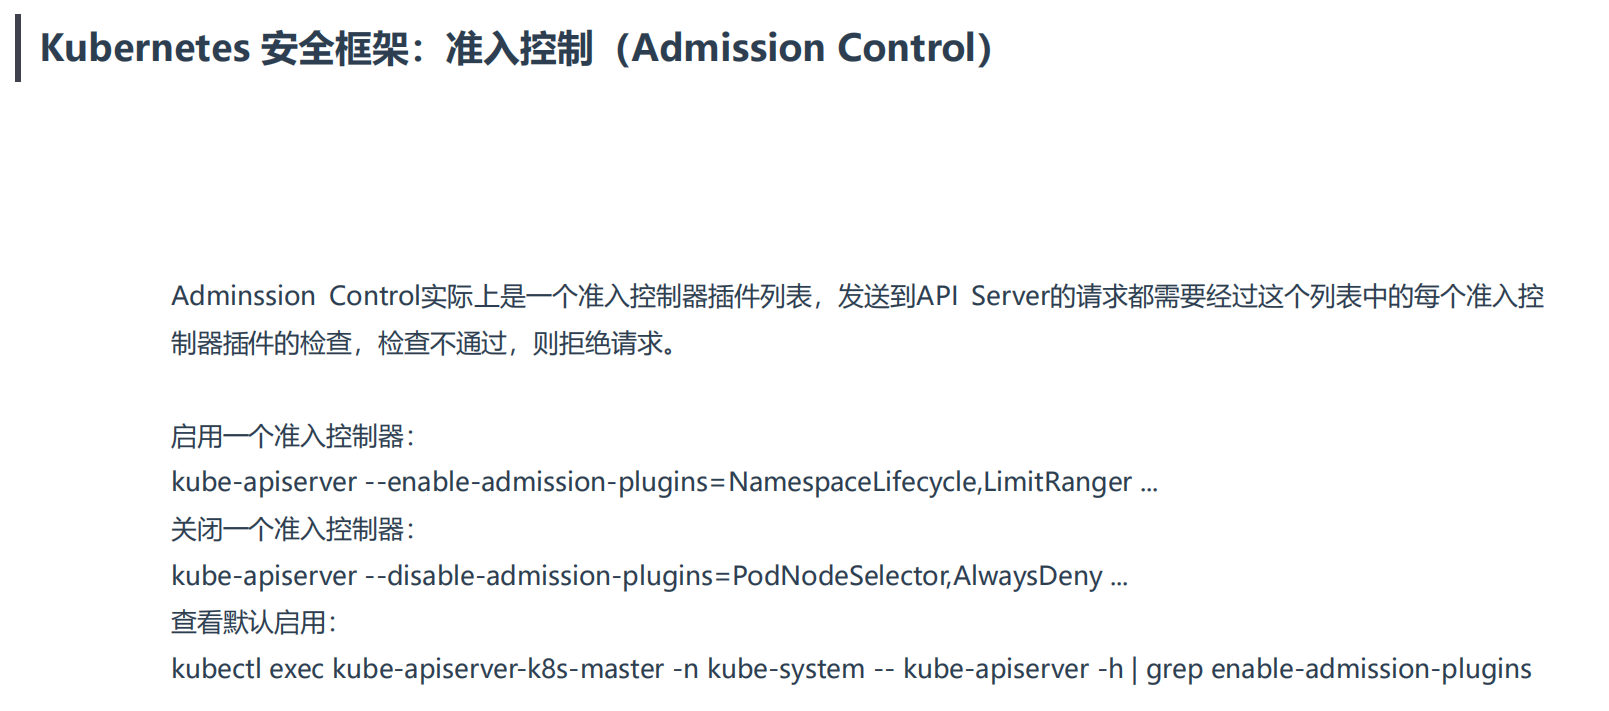 Kubernetes 安全框架：准入控制（Admission Control）
Adminssion Control实际上是一个准入控制器插件列表，发送到API Server的请求都需要经过这个列表中的每个准入控
制器插件的检查，检查不通过，则拒绝请求。
启用一个准入控制器：
kube-apiserver --enable-admission-plugins=NamespaceLifecycle,LimitRanger ...
关闭一个准入控制器：
kube-apiserver --disable-admission-plugins=PodNodeSelector,AlwaysDeny ...
查看默认启用：
kubectl exec kube-apiserver-k8s-master -n kube-system -- kube-apiserver -h | grep enable-admission-plugins